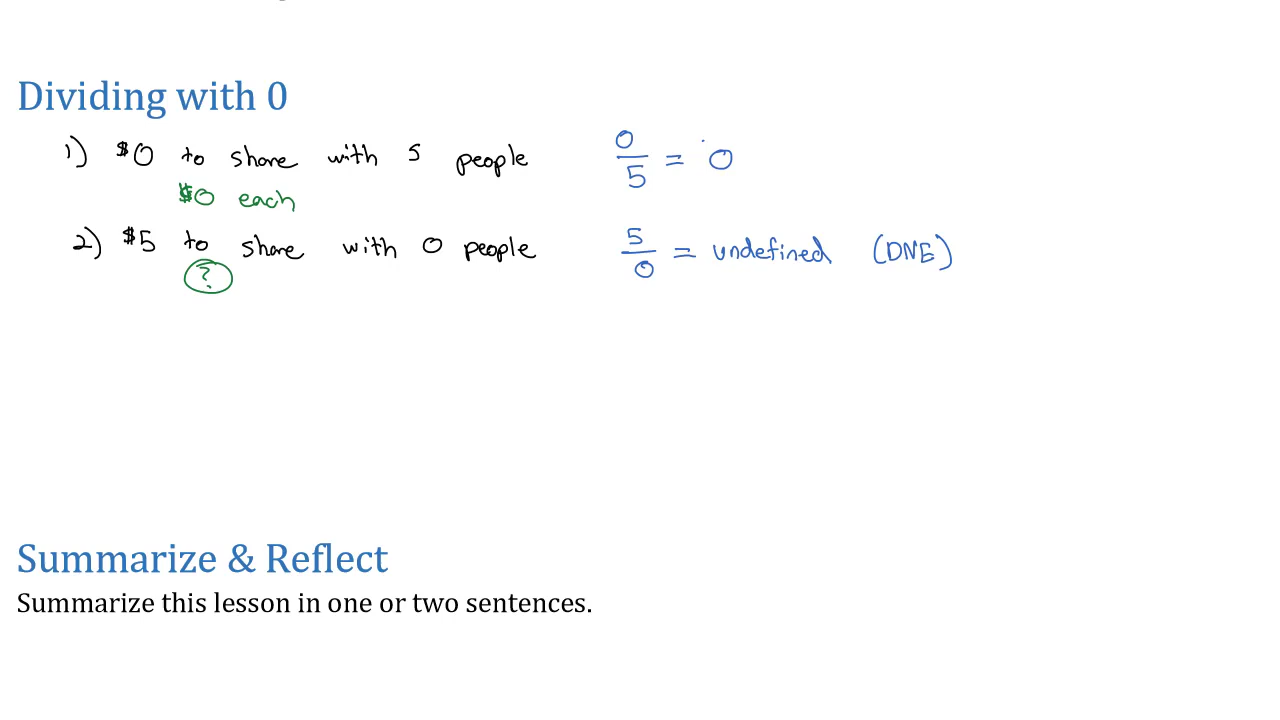 Dividing with 0
1) $0 to share with 5 people 0/5 = 0
$0 each
2) $5 to share with 0 people 5/0 = undefined (DNE)
?
Summarize & Reflect
Summarize this lesson in one or two sentences.